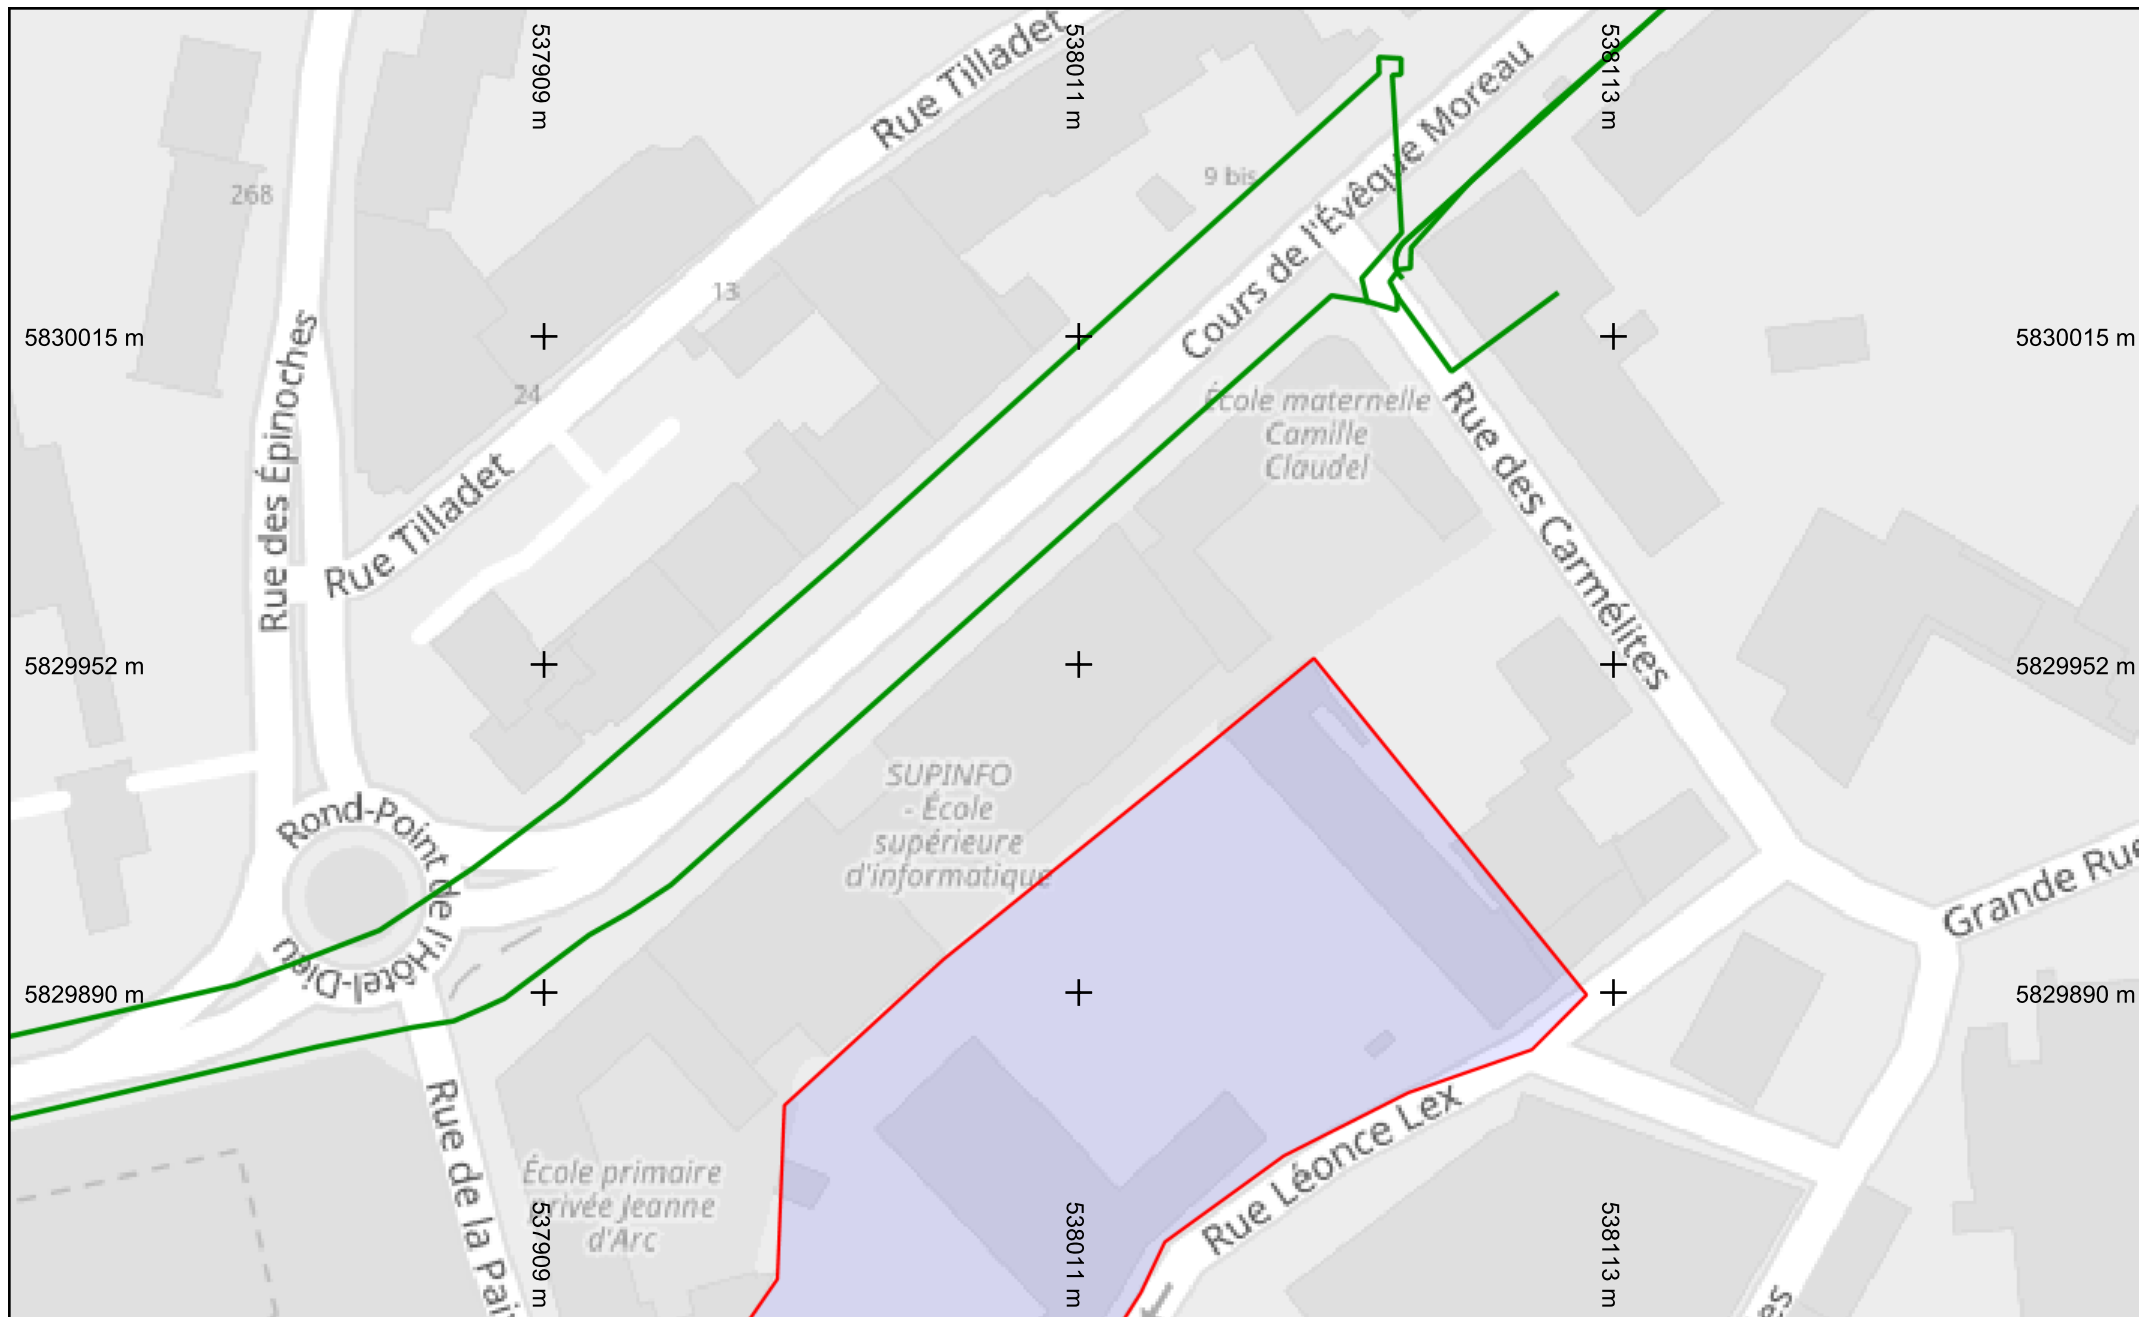 537909 m
538011 m
538113 m
Rue Tilladet
Cours de l'Évêque Moreau
9 bis
268
13
5830015 m
5830015 m
24
Rue des Épinoches
École maternelle
Camille
Claudel
Rue Tilladet
Rue des Carmélites
5829952 m
5829952 m
SUPINFO
- École
supérieure
d'informatique
Rond-Point de l'Hôtel-Dieu
Grande Rue
5829890 m
5829890 m
Rue de la Pai
École primaire
privée Jeanne
d'Arc
Rue Léonce Lex
537909 m
538011 m
538113 m
es